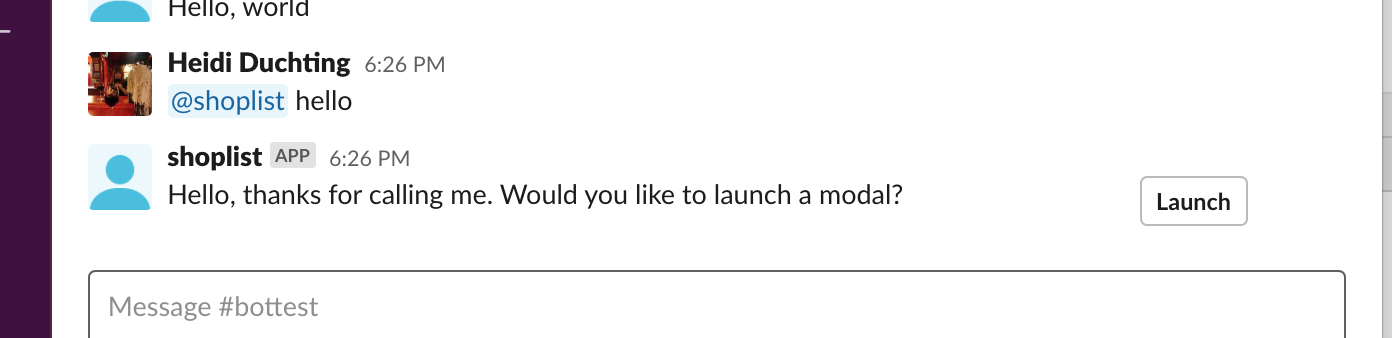 Hello, world
Heidi Duchting 6:26 PM
@shoplist hello
shoplist APP 6:26 PM
Hello, thanks for calling me. Would you like to launch a modal?
Launch
Message #bottest